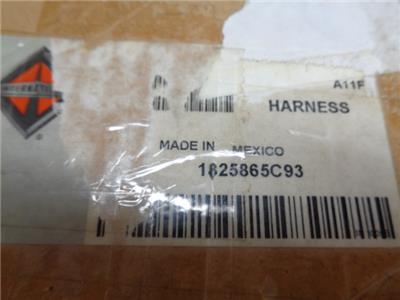 A11F
HARNESS
MADE IN MEXICO
1825865C93
®